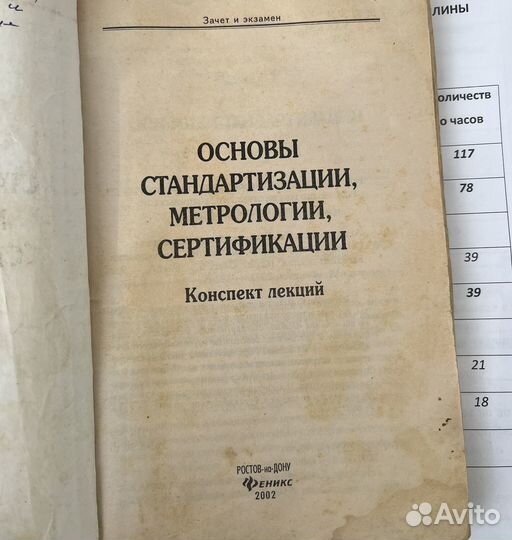 Зачет и экзамен
ОСНОВЫ
СТАНДАРТИЗАЦИИ,
МЕТРОЛОГИИ,
СЕРТИФИКАЦИИ
Конспект лекций
РОСТОВ-на-ДОНУ
ФЕНИКС
2002
ЛИНЫ
оличеств
о часов
117
78
39
39
21
18
Avito